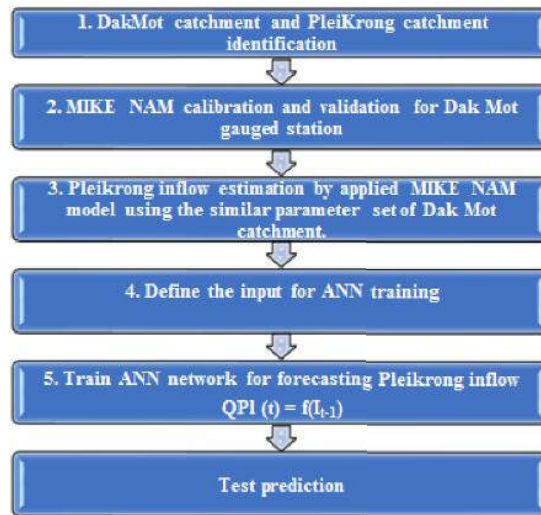 1. DakMot catchment and PleiKrong catchment
identification
2. MIKE NAM calibration and validation for Dak Mot
gauged station
3. Pleikrong inflow estimation by applied MIKE NAM
model using the similar parameter set of Dak Mot
catchment.
4. Define the input for ANN training
5. Train ANN network for forecasting Pleikrong inflow
QPl (t) = f(I_{t-1})
Test prediction